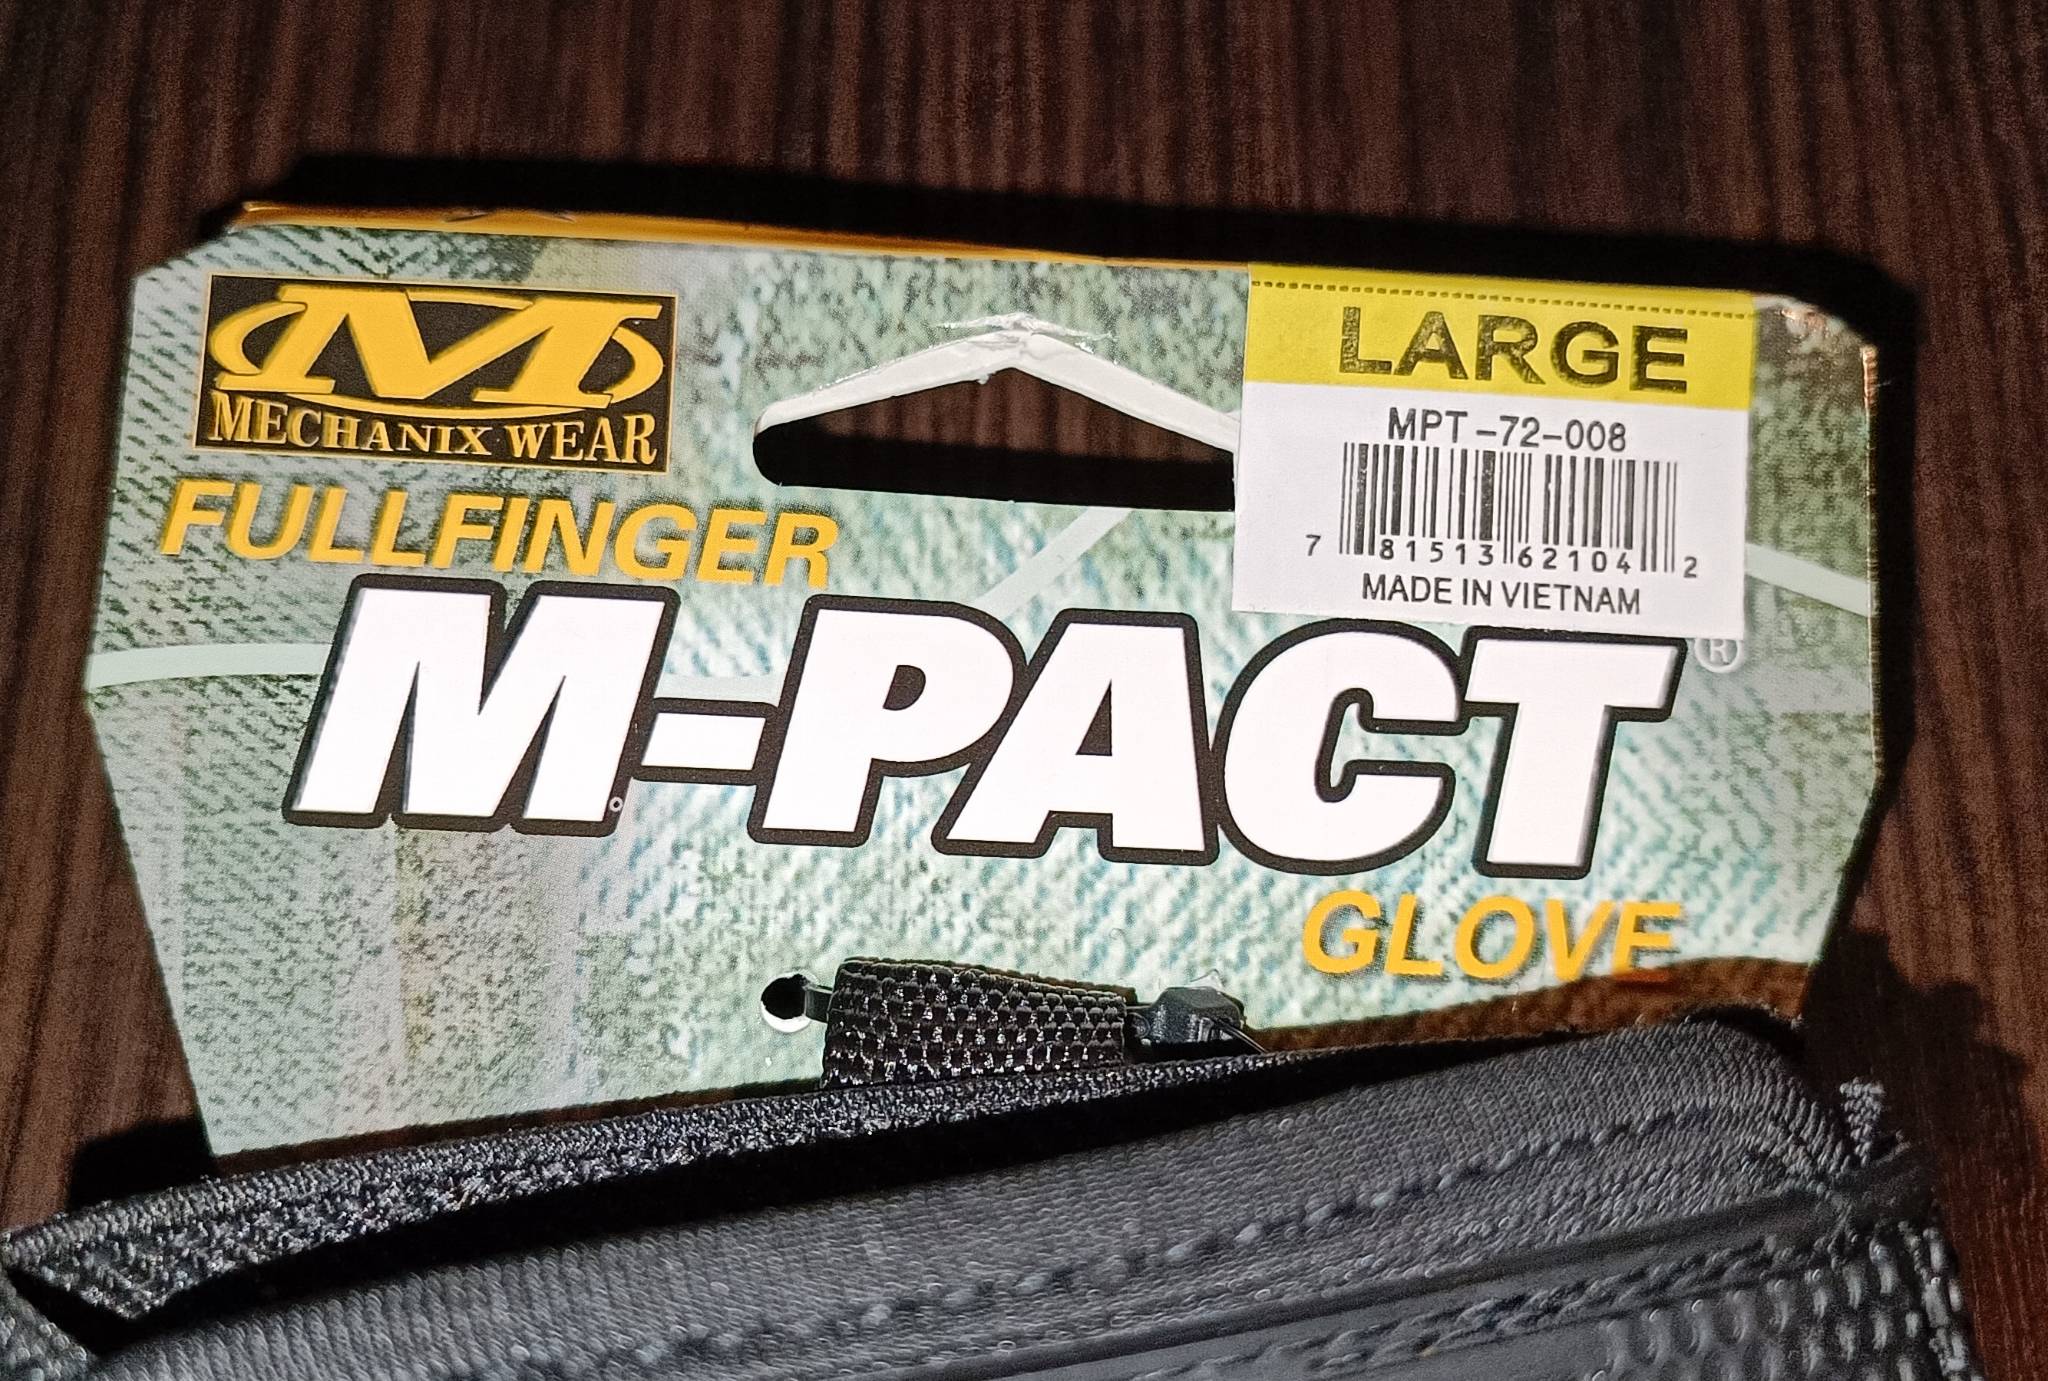 M
MECHANIX WEAR
FULLFINGER
M-PACT®
GLOVE
LARGE
MPT-72-008
7 81513 62104 2
MADE IN VIETNAM